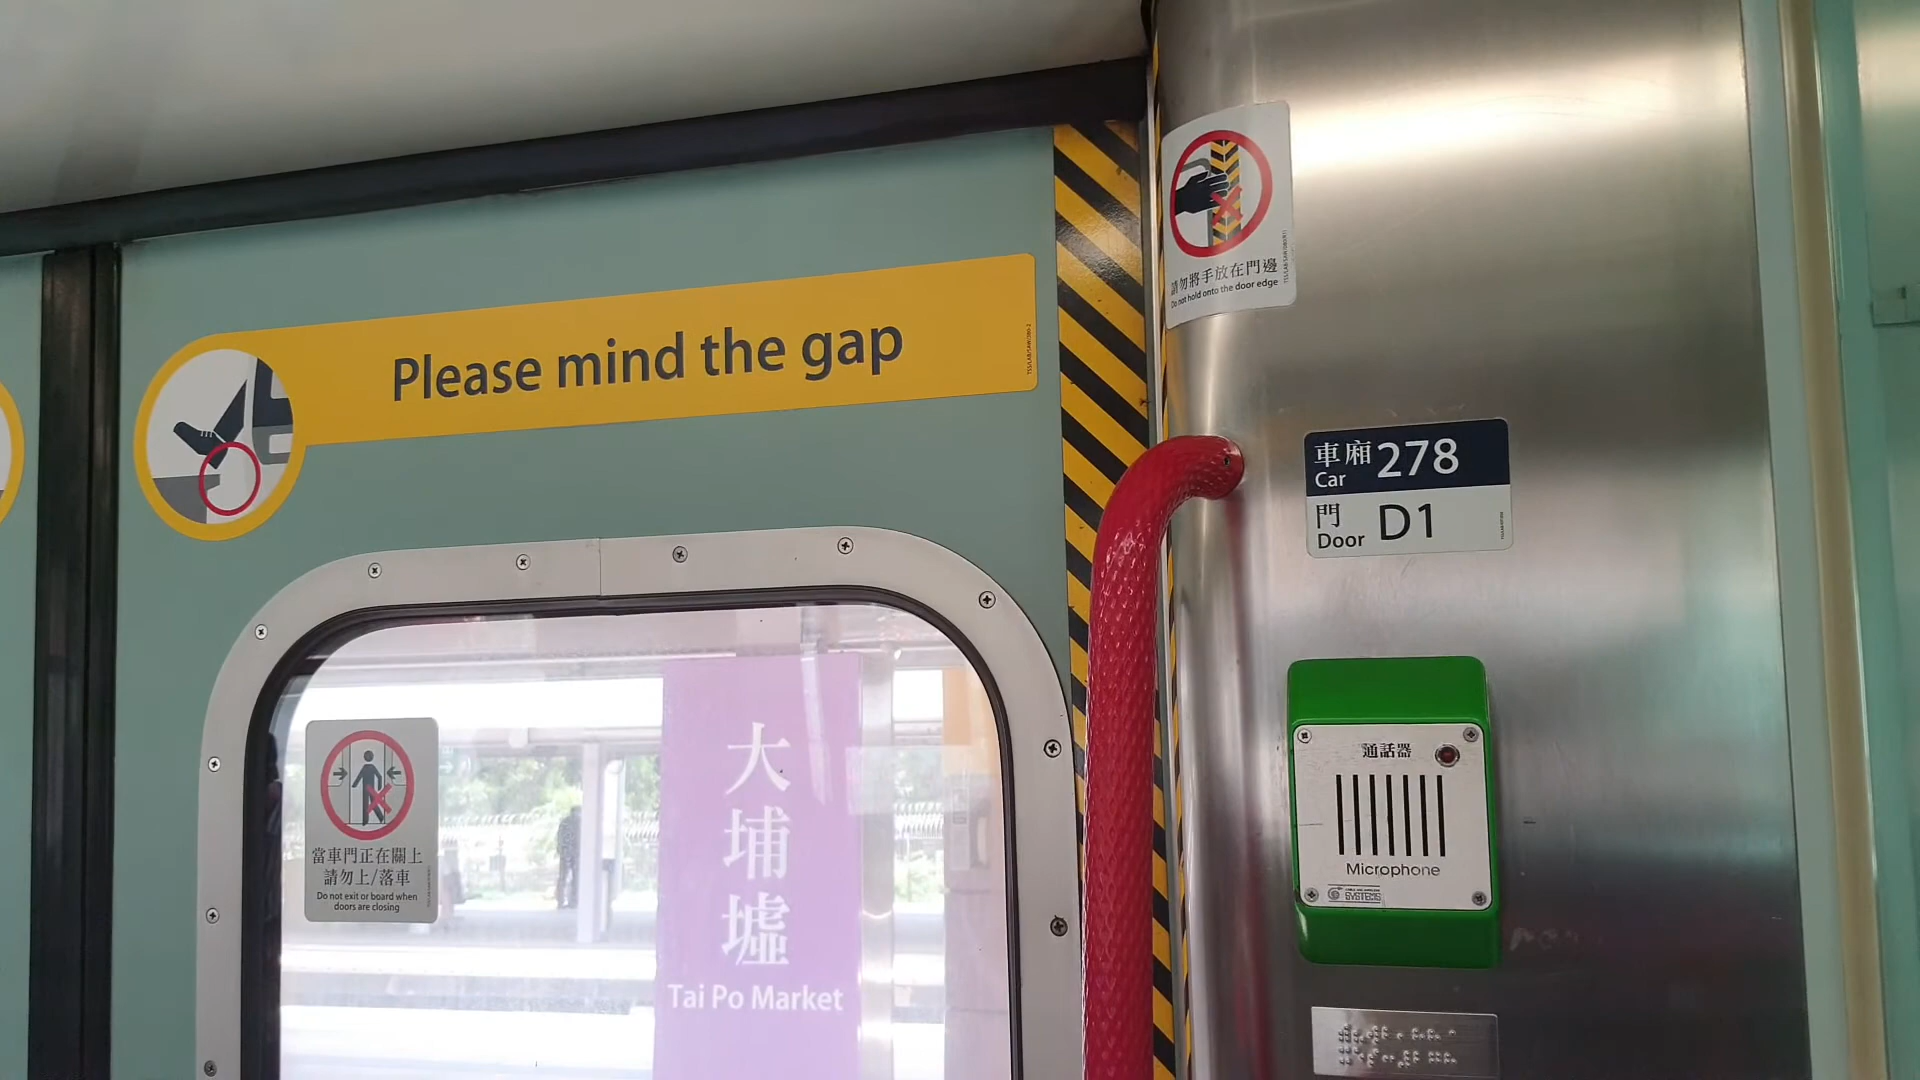 請勿將手放在門邊
Do not hold onto the door edge
Please mind the gap
車廂
Car
278
門
Door
D1
通話器
Microphone
SYSTEMS
當車門正在關上
請勿上/落車
Do not exit or board when
doors are closing
大埔墟
Tai Po Market